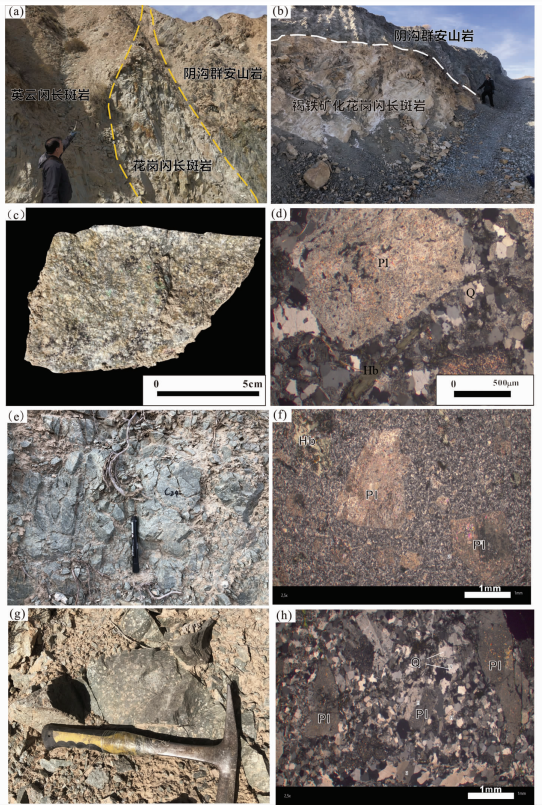 (a)
英云闪长斑岩
阴沟群安山岩
花岗闪长斑岩
(b)
阴沟群安山岩
褐铁矿化花岗闪长斑岩
(c)
0 5cm
(d)
Pl
Q
Hb
0 500μm
(e)
(f)
Hb
Pl
Pl
1mm
(g)
(h)
Q
Pl
Pl
Pl
1mm